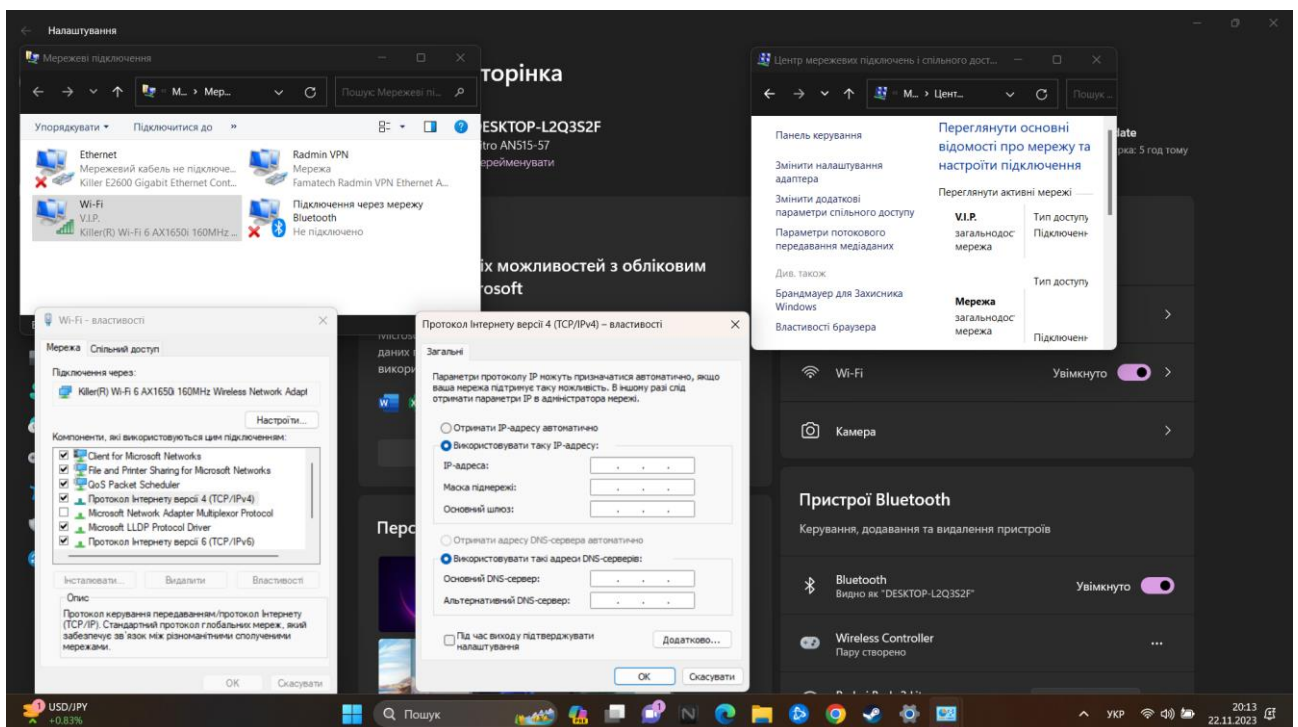 Налаштування
Мережеві підключення
М... › Мер...
Пошук: Мережеві пі...
Упорядкувати
Підключитися до
»
Ethernet
Мережевий кабель не підключе...
Killer E2600 Gigabit Ethernet Cont...
Radmin VPN
Мережа
Famatech Radmin VPN Ethernet A...
Wi-Fi
V.I.P.
Killer(R) Wi-Fi 6 AX1650i 160MHz ...
Підключення через мережу
Bluetooth
Не підключено
торінка
ESKTOP-L2Q3S2F
itro AN515-57
ерейменувати
іх можливостей з обліковим
rosoft
даних
викори
Перс
Центр мережевих підключень і спільного дост...
М... › Цент...
Пошук ...
Панель керування
Змінити налаштування
адаптера
Змінити додаткові
параметри спільного доступу
Параметри потокового
передавання медіаданих
Див. також
Брандмауер для Захисника
Windows
Властивості браузера
Переглянути основні
відомості про мережу та
настроїти підключення
Переглянути активні мережі
V.I.P.
загальнодос
мережа
Тип доступу
Підключенн
Мережа
загальнодос
мережа
Тип доступу
Підключенн
date
рка: 5 год тому
Wi-Fi - властивості
Мережа
Спільний доступ
Підключення через:
Killer(R) Wi-Fi 6 AX1650i 160MHz Wireless Network Adapt
Настроїти...
Компоненти, які використовуються цим підключенням:
Client for Microsoft Networks
File and Printer Sharing for Microsoft Networks
QoS Packet Scheduler
Протокол Інтернету версії 4 (TCP/IPv4)
Microsoft Network Adapter Multiplexor Protocol
Microsoft LLDP Protocol Driver
Протокол Інтернету версії 6 (TCP/IPv6)
Інсталювати...
Видалити
Властивості
Опис
Протокол керування передаванням/протокол Інтернету
(TCP/IP). Стандартний протокол глобальних мереж, який
забезпечує зв'язок між різноманітними сполученими
мережами.
OK
Скасувати
Протокол Інтернету версії 4 (TCP/IPv4) – властивості
Загальні
Параметри протоколу IP можуть призначатися автоматично, якщо
ваша мережа підтримує таку можливість. В іншому разі слід
отримати параметри IP в адміністратора мережі.
Отримати IP-адресу автоматично
Використовувати таку IP-адресу:
IP-адреса:
Маска підмережі:
Основний шлюз:
Отримати адресу DNS-сервера автоматично
Використовувати такі адреси DNS-серверів:
Основний DNS-сервер:
Альтернативний DNS-сервер:
Під час виходу підтверджувати
налаштування
Додатково...
OK
Скасувати
Wi-Fi
Увімкнуто
Камера
Пристрої Bluetooth
Керування, додавання та видалення пристроїв
Bluetooth
Видно як "DESKTOP-L2Q3S2F"
Увімкнуто
Wireless Controller
Пару створено
1
USD/JPY
+0.83%
Пошук
УКР
20:13
22.11.2023